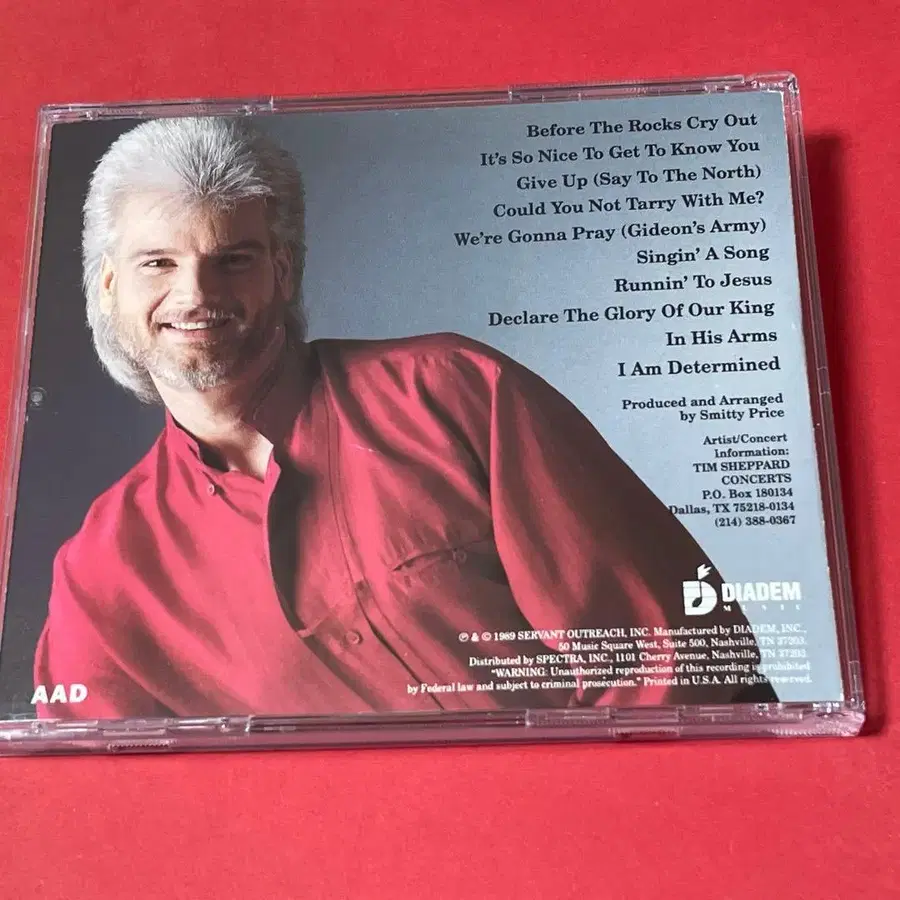 Before The Rocks Cry Out
It's So Nice To Get To Know You
Give Up (Say To The North)
Could You Not Tarry With Me?
We're Gonna Pray (Gideon's Army)
Singin' A Song
Runnin' To Jesus
Declare The Glory Of Our King
In His Arms
I Am Determined
Produced and Arranged
by Smitty Price
Artist/Concert
Information:
TIM SHEPPARD
CONCERTS
P.O. Box 180134
Dallas, TX 75218-0134
(214) 388-0367
DIADEM
MUSIC
℗ & © 1989 SERVANT OUTREACH, INC. Manufactured by DIADEM, INC.,
50 Music Square West, Suite 500, Nashville, TN 37203.
Distributed by SPECTRA, INC., 1101 Cherry Avenue, Nashville, TN 37203.
"WARNING: Unauthorized reproduction of this recording is prohibited
by Federal law and subject to criminal prosecution." Printed in U.S.A. All rights reserved.
AAD